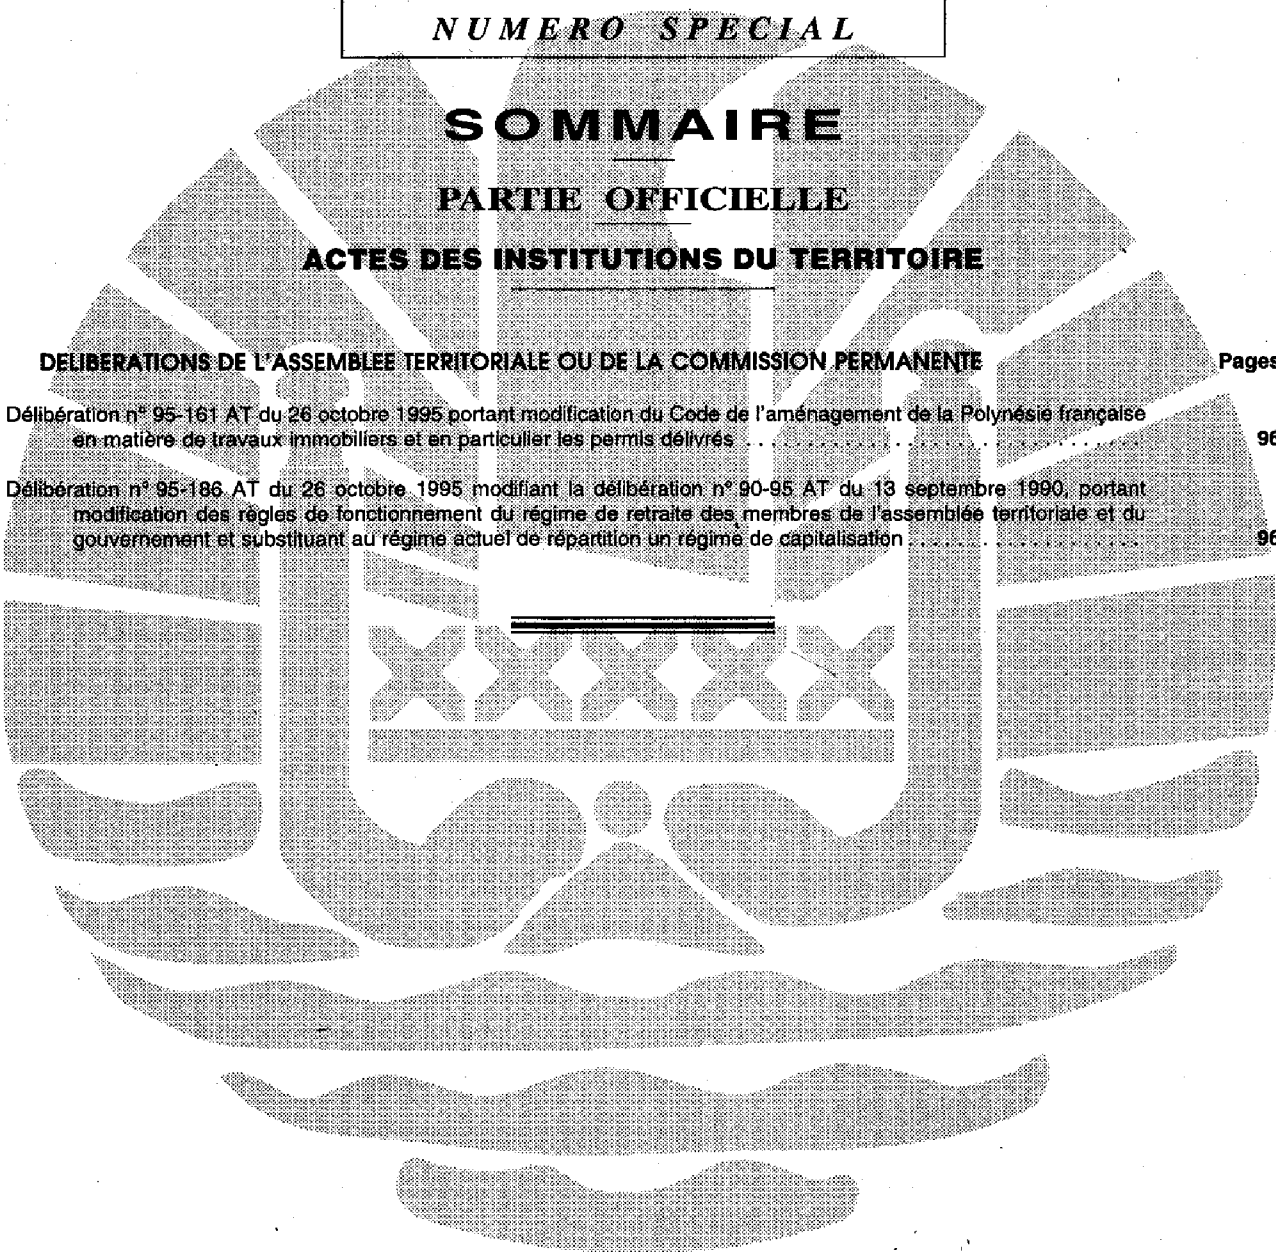 NUMERO SPECIAL
SOMMAIRE
PARTIE OFFICIELLE
ACTES DES INSTITUTIONS DU TERRITOIRE
DELIBERATIONS DE L'ASSEMBLEE TERRITORIALE OU DE LA COMMISSION PERMANENTE Pages
Délibération n° 95-161 AT du 26 octobre 1995 portant modification du Code de l'aménagement de la Polynésie française
en matière de travaux immobiliers et en particulier les permis délivrés . . . . . . . . . . . . . . . . . . . . . . . . . . . . . . 96
Délibération n° 95-186 AT du 26 octobre 1995 modifiant la délibération n° 90-95 AT du 13 septembre 1990, portant
modification des règles de fonctionnement du régime de retraite des membres de l'assemblée territoriale et du
gouvernement et substituant au régime actuel de répartition un régime de capitalisation . . . . . . . . . . . . . . . . . . 96